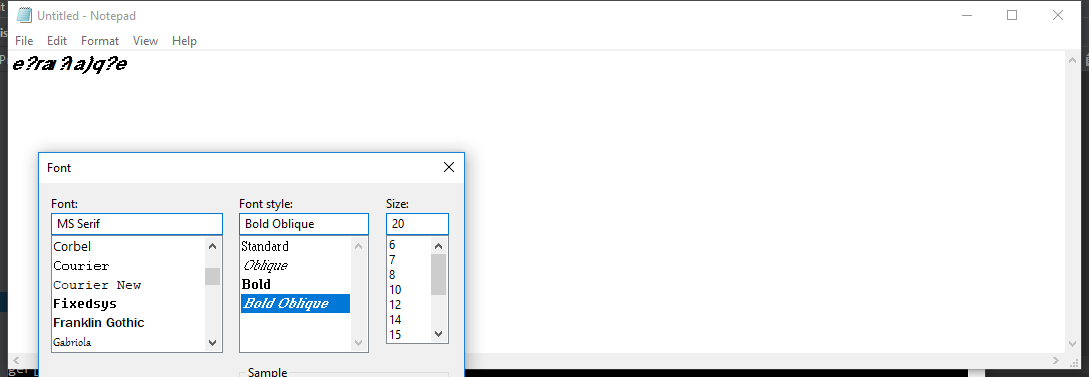 Untitled - Notepad
File Edit Format View Help
e?raı?\a)q?e
Font
Font: Font style: Size:
MS Serif Bold Oblique 20
Corbel Standard 6
Courier Oblique 7
Courier New Bold 8
Fixedsys Bold Oblique 10
Franklin Gothic 12
Gabriola 14
15
Sample